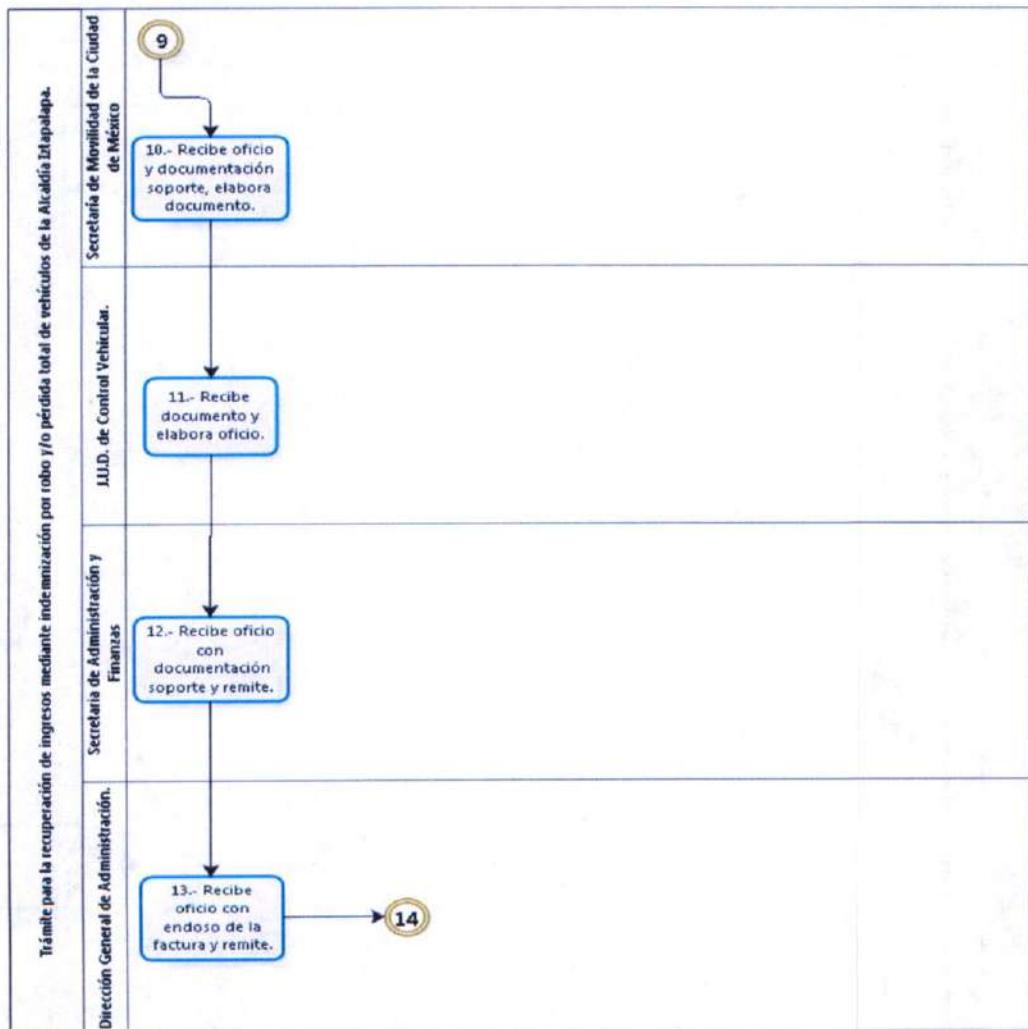 Trámite para la recuperación de ingresos mediante indemnización por robo y/o pérdida total de vehículos de la Alcaldía Iztapalapa.
Secretaría de Movilidad de la Ciudad
de México
9
10.- Recibe oficio
y documentación
soporte, elabora
documento.
J.U.D. de Control Vehicular.
11.- Recibe
documento y
elabora oficio.
Secretaria de Administración y
Finanzas
12.- Recibe oficio
con
documentación
soporte y remite.
Dirección General de Administración.
13.- Recibe
oficio con
endoso de la
factura y remite.
14